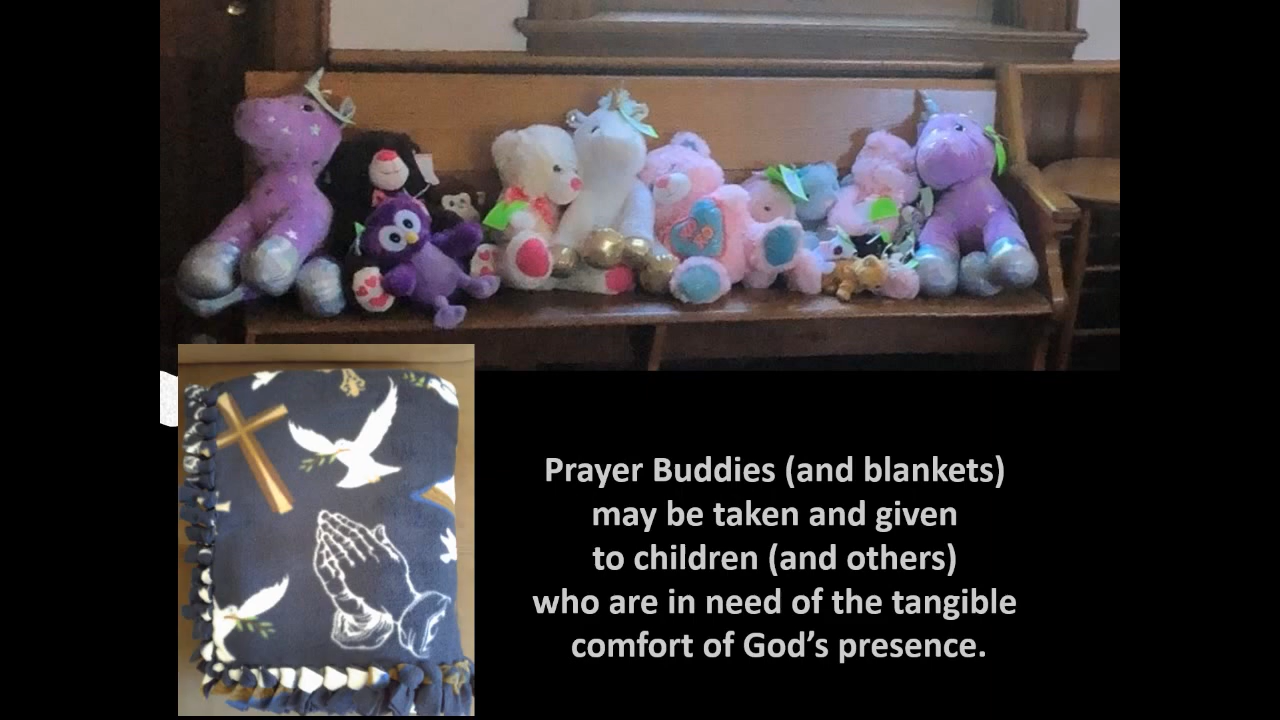 Prayer Buddies (and blankets)
may be taken and given
to children (and others)
who are in need of the tangible
comfort of God’s presence.